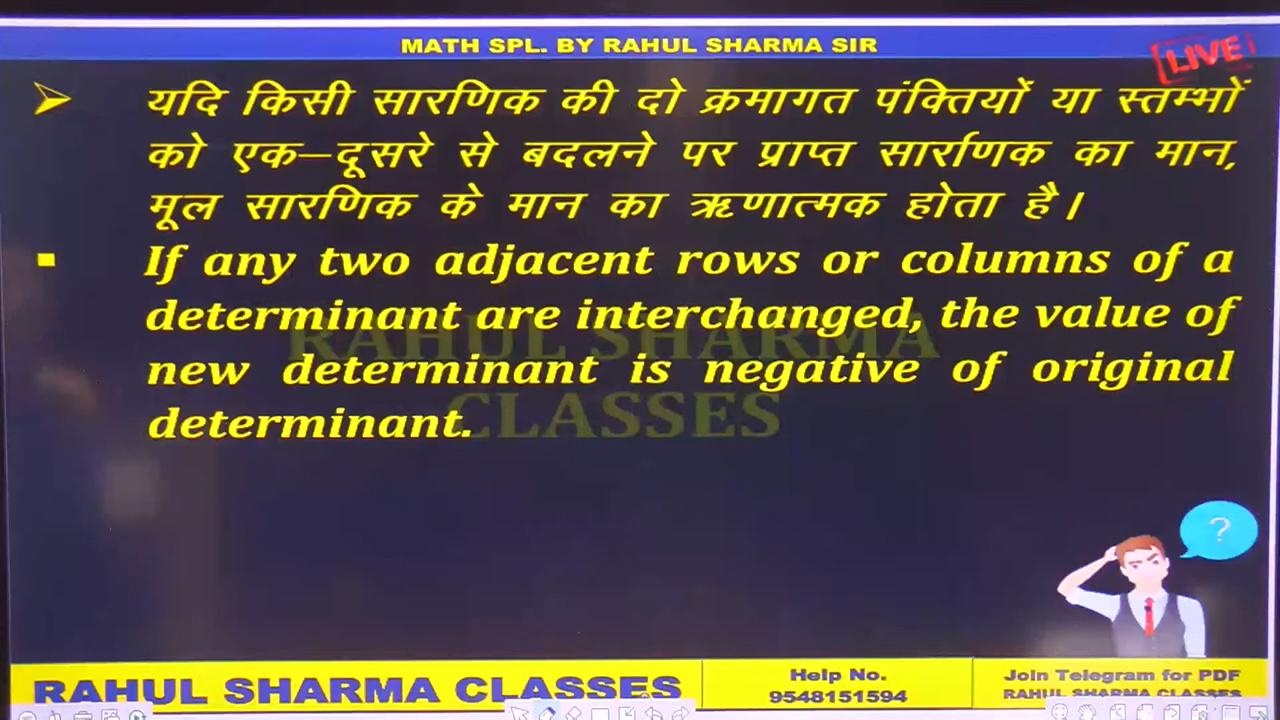 MATH SPL. BY RAHUL SHARMA SIR
LIVE
यदि किसी सारणिक की दो क्रमागत पंक्तियों या स्तम्भों
को एक–दूसरे से बदलने पर प्राप्त सार्राणक का मान,
मूल सारणिक के मान का ऋणात्मक होता है।
If any two adjacent rows or columns of a
determinant are interchanged, the value of
new determinant is negative of original
determinant.
RAHUL SHARMA
CLASSES
?
RAHUL SHARMA CLASSES
Help No.
9548151594
Join Telegram for PDF
RAHUL SHARMA CLASSES